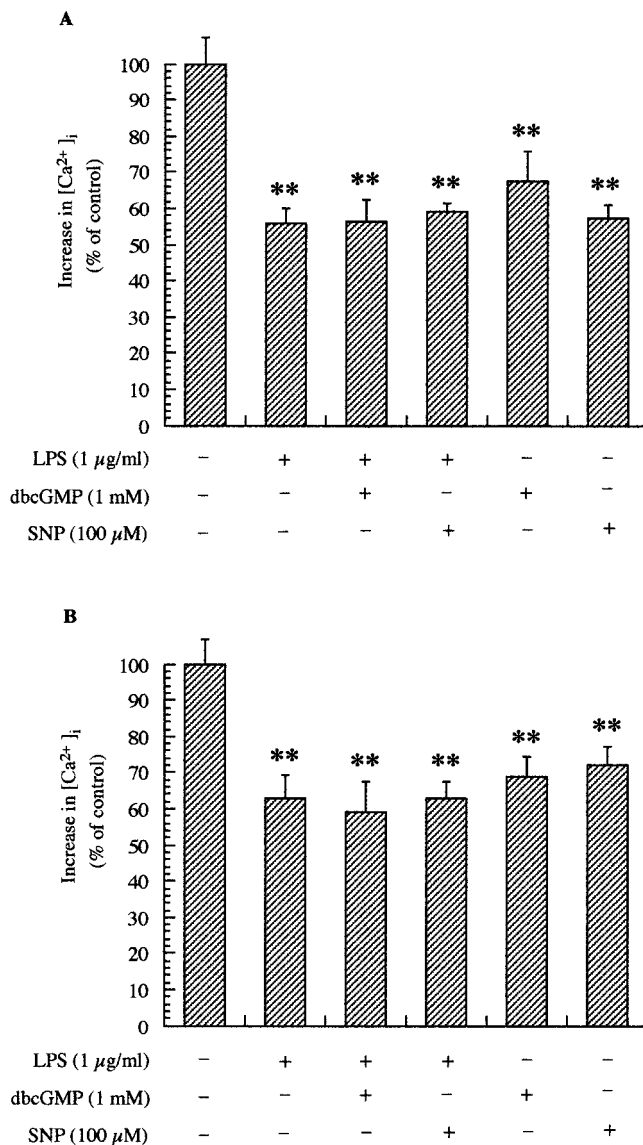 A
Increase in [Ca²⁺]ᵢ
(% of control)
100
90
80
70
60
50
40
30
20
10
0
** ** ** ** **
LPS (1 µg/ml) – + + + – –
dbcGMP (1 mM) – – + – + –
SNP (100 µM) – – – + – +
B
Increase in [Ca²⁺]ᵢ
(% of control)
100
90
80
70
60
50
40
30
20
10
0
** ** ** ** **
LPS (1 µg/ml) – + + + – –
dbcGMP (1 mM) – – + – + –
SNP (100 µM) – – – + – +